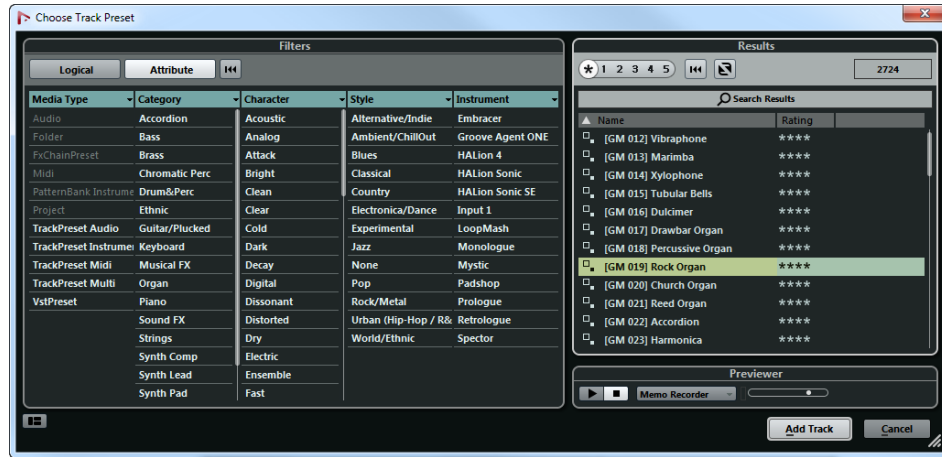 Choose Track Preset
Filters
Logical Attribute
Media Type Category Character Style Instrument
Audio Accordion Acoustic Alternative/Indie Embracer
Folder Bass Analog Ambient/ChillOut Groove Agent ONE
FxChainPreset Brass Attack Blues HALion 4
Midi Chromatic Perc Bright Classical HALion Sonic
PatternBank Instrume Drum&Perc Clean Country HALion Sonic SE
Project Ethnic Clear Electronica/Dance Input 1
TrackPreset Audio Guitar/Plucked Cold Experimental LoopMash
TrackPreset Instrumen Keyboard Dark Jazz Monologue
TrackPreset Midi Musical FX Decay None Mystic
TrackPreset Multi Organ Digital Pop Padshop
VstPreset Piano Dissonant Rock/Metal Prologue
Sound FX Distorted Urban (Hip-Hop / R& Retrologue
Strings Dry World/Ethnic Spector
Synth Comp Electric
Synth Lead Ensemble
Synth Pad Fast
Results
* 1 2 3 4 5 2724
Search Results
Name Rating
[GM 012] Vibraphone ****
[GM 013] Marimba ****
[GM 014] Xylophone ****
[GM 015] Tubular Bells ****
[GM 016] Dulcimer ****
[GM 017] Drawbar Organ ****
[GM 018] Percussive Organ ****
[GM 019] Rock Organ ****
[GM 020] Church Organ ****
[GM 021] Reed Organ ****
[GM 022] Accordion ****
[GM 023] Harmonica ****
Previewer
Memo Recorder
Add Track Cancel